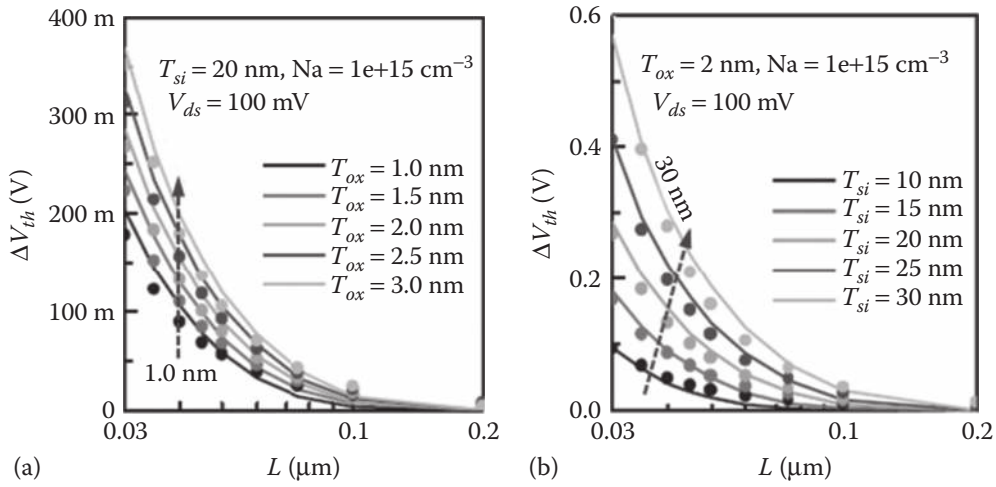 400 m
300 m
200 m
100 m
0
ΔV_th (V)
T_si = 20 nm, Na = 1e+15 cm⁻³
V_ds = 100 mV
T_ox = 1.0 nm
T_ox = 1.5 nm
T_ox = 2.0 nm
T_ox = 2.5 nm
T_ox = 3.0 nm
1.0 nm
0.03 0.1 0.2
L (μm)
(a)
0.6
0.4
0.2
0.0
ΔV_th (V)
T_ox = 2 nm, Na = 1e+15 cm⁻³
V_ds = 100 mV
30 nm
T_si = 10 nm
T_si = 15 nm
T_si = 20 nm
T_si = 25 nm
T_si = 30 nm
0.03 0.1 0.2
L (μm)
(b)